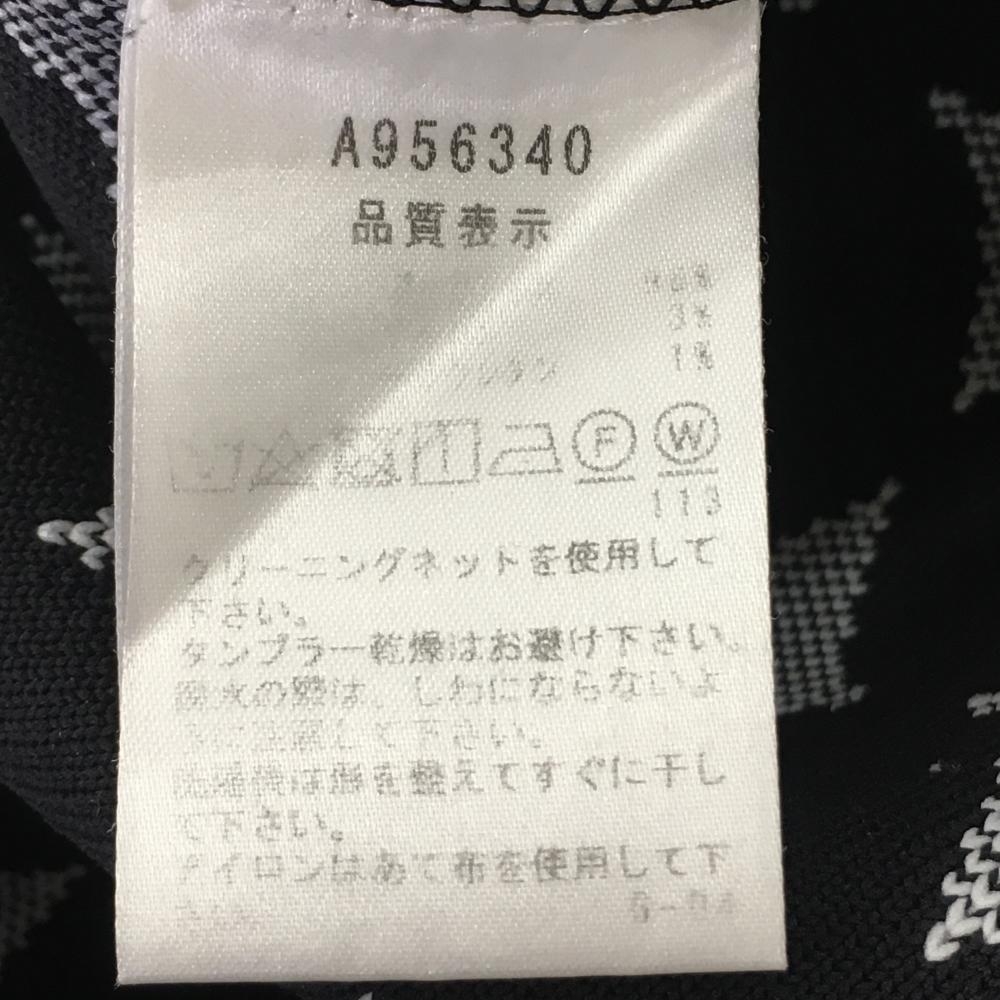 A956340
品質表示
3%
1%
F W
113
クリーニングネットを使用して
下さい。
タンブラー乾燥はお避け下さい。
脱水の際は、しわにならないよ
うに注意して下さい。
洗濯後は形を整えてすぐに干し
て下さい。
アイロンはあて布を使用して下